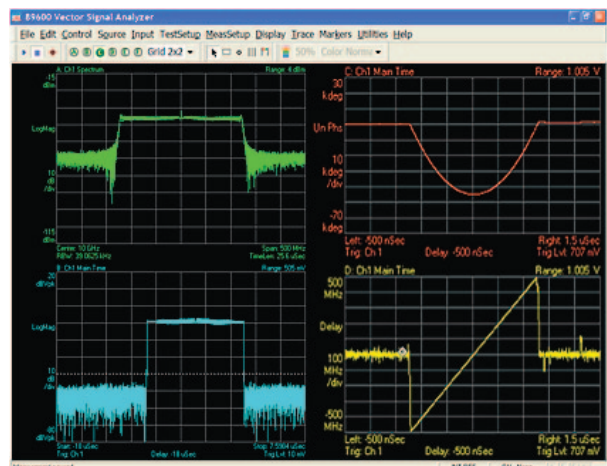 89600 Vector Signal Analyzer
File Edit Control Source Input TestSetup MeasSetup Display Trace Markers Utilities Help
A B C D E F Grid 2x2 50% Color Normal
A: Ch1 Spectrum Range: 4 dBm
-15
dBm
LogMag
10
dB
/div
-115
dBm
Center: 10 GHz Span: 500 MHz
RBW: 39.0625 kHz TimeLen: 25.6 uSec
B: Ch1 Main Time Range: 505 mV
20
dBVpk
LogMag
10
dB
/div
-80
dBVpk
Start: -18 uSec Stop: 7.5964 uSec
Trig: Ch1 Delay: -18 uSec Trig Lvl: 10 mV
C: Ch1 Main Time Range: 1.005 V
30
kdeg
Un Phs
10
kdeg
/div
-70
kdeg
Left: -500 nSec Right: 1.5 uSec
Trig: Ch1 Delay: -500 nSec Trig Lvl: 707 mV
D: Ch1 Main Time Range: 1.005 V
500
MHz
Delay
100
MHz
/div
-500
MHz
Left: -500 nSec Right: 1.5 uSec
Trig: Ch1 Delay: -500 nSec Trig Lvl: 707 mV